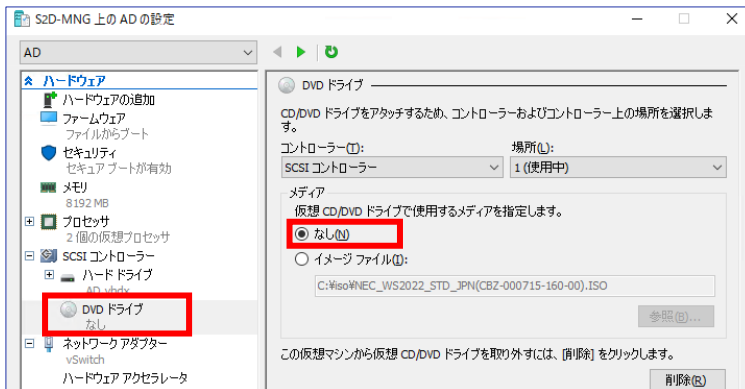 S2D-MNG 上の AD の設定
AD
ハードウェア
ハードウェアの追加
ファームウェア
ファイルからブート
セキュリティ
セキュア ブートが有効
メモリ
8192 MB
プロセッサ
2 個の仮想プロセッサ
SCSI コントローラー
ハード ドライブ
AD.vhdx
DVD ドライブ
なし
ネットワーク アダプター
vSwitch
ハードウェア アクセラレータ
DVD ドライブ
CD/DVD ドライブをアタッチするため、コントローラーおよびコントローラー上の場所を選択しま
す。
コントローラー(T):
場所(L):
SCSI コントローラー
1 (使用中)
メディア
仮想 CD/DVD ドライブで使用するメディアを指定します。
なし(N)
イメージ ファイル(I):
C:¥iso¥NEC_WS2022_STD_JPN(CBZ-000715-160-00).ISO
参照(B)...
この仮想マシンから仮想 CD/DVD ドライブを取り外すには、[削除] をクリックします。
削除(R)